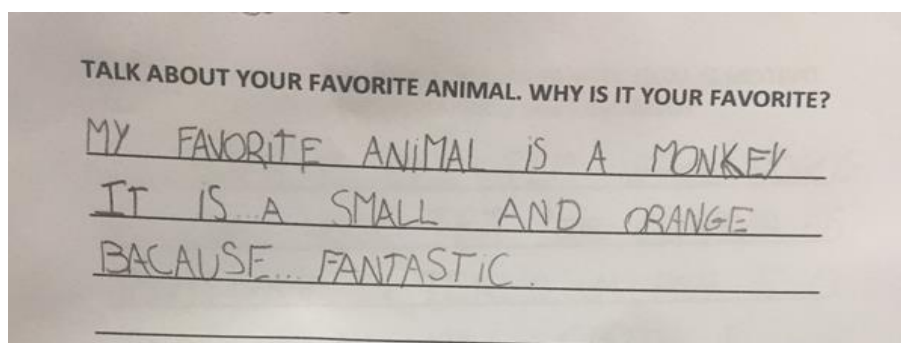 TALK ABOUT YOUR FAVORITE ANIMAL. WHY IS IT YOUR FAVORITE?
MY FAVORITE ANIMAL IS A MONKEY
IT IS A SMALL AND ORANGE
BACAUSE... FANTASTIC.